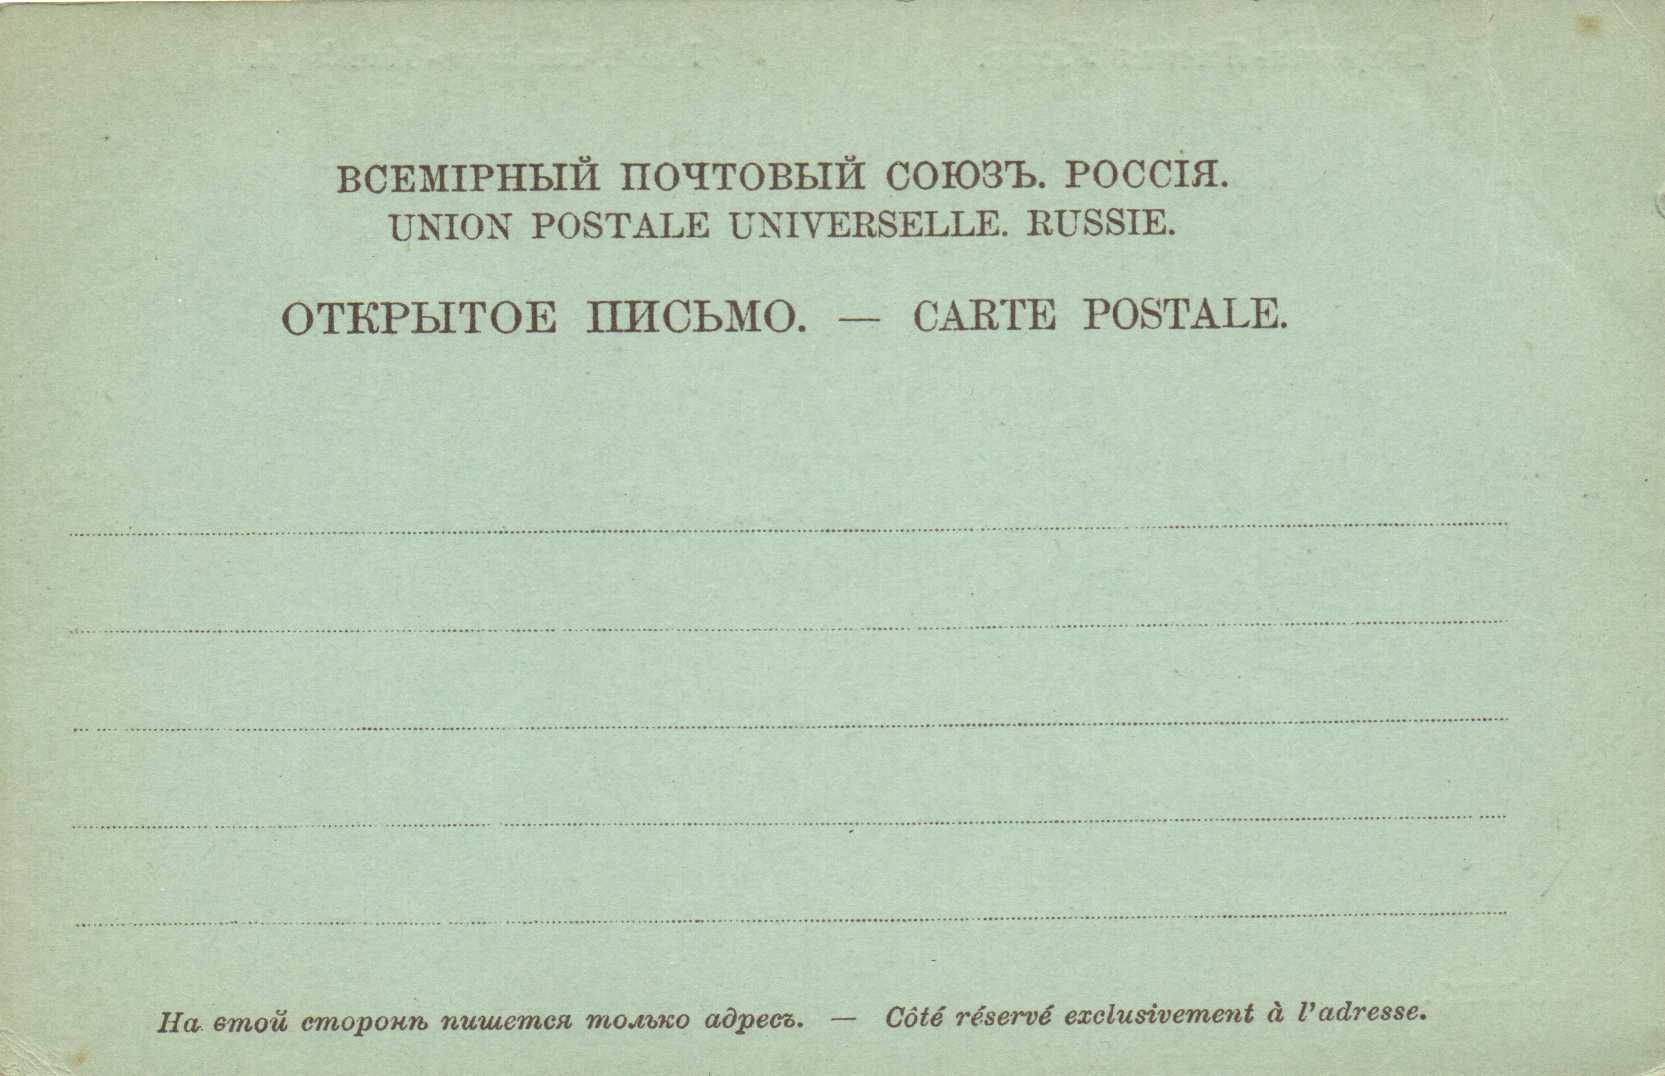 ВСЕМІРНЫЙ ПОЧТОВЫЙ СОЮЗЪ. РОССІЯ.
UNION POSTALE UNIVERSELLE. RUSSIE.
ОТКРЫТОЕ ПИСЬМО. — CARTE POSTALE.
На этой сторонѣ пишется только адресъ. — Côté réservé exclusivement à l'adresse.